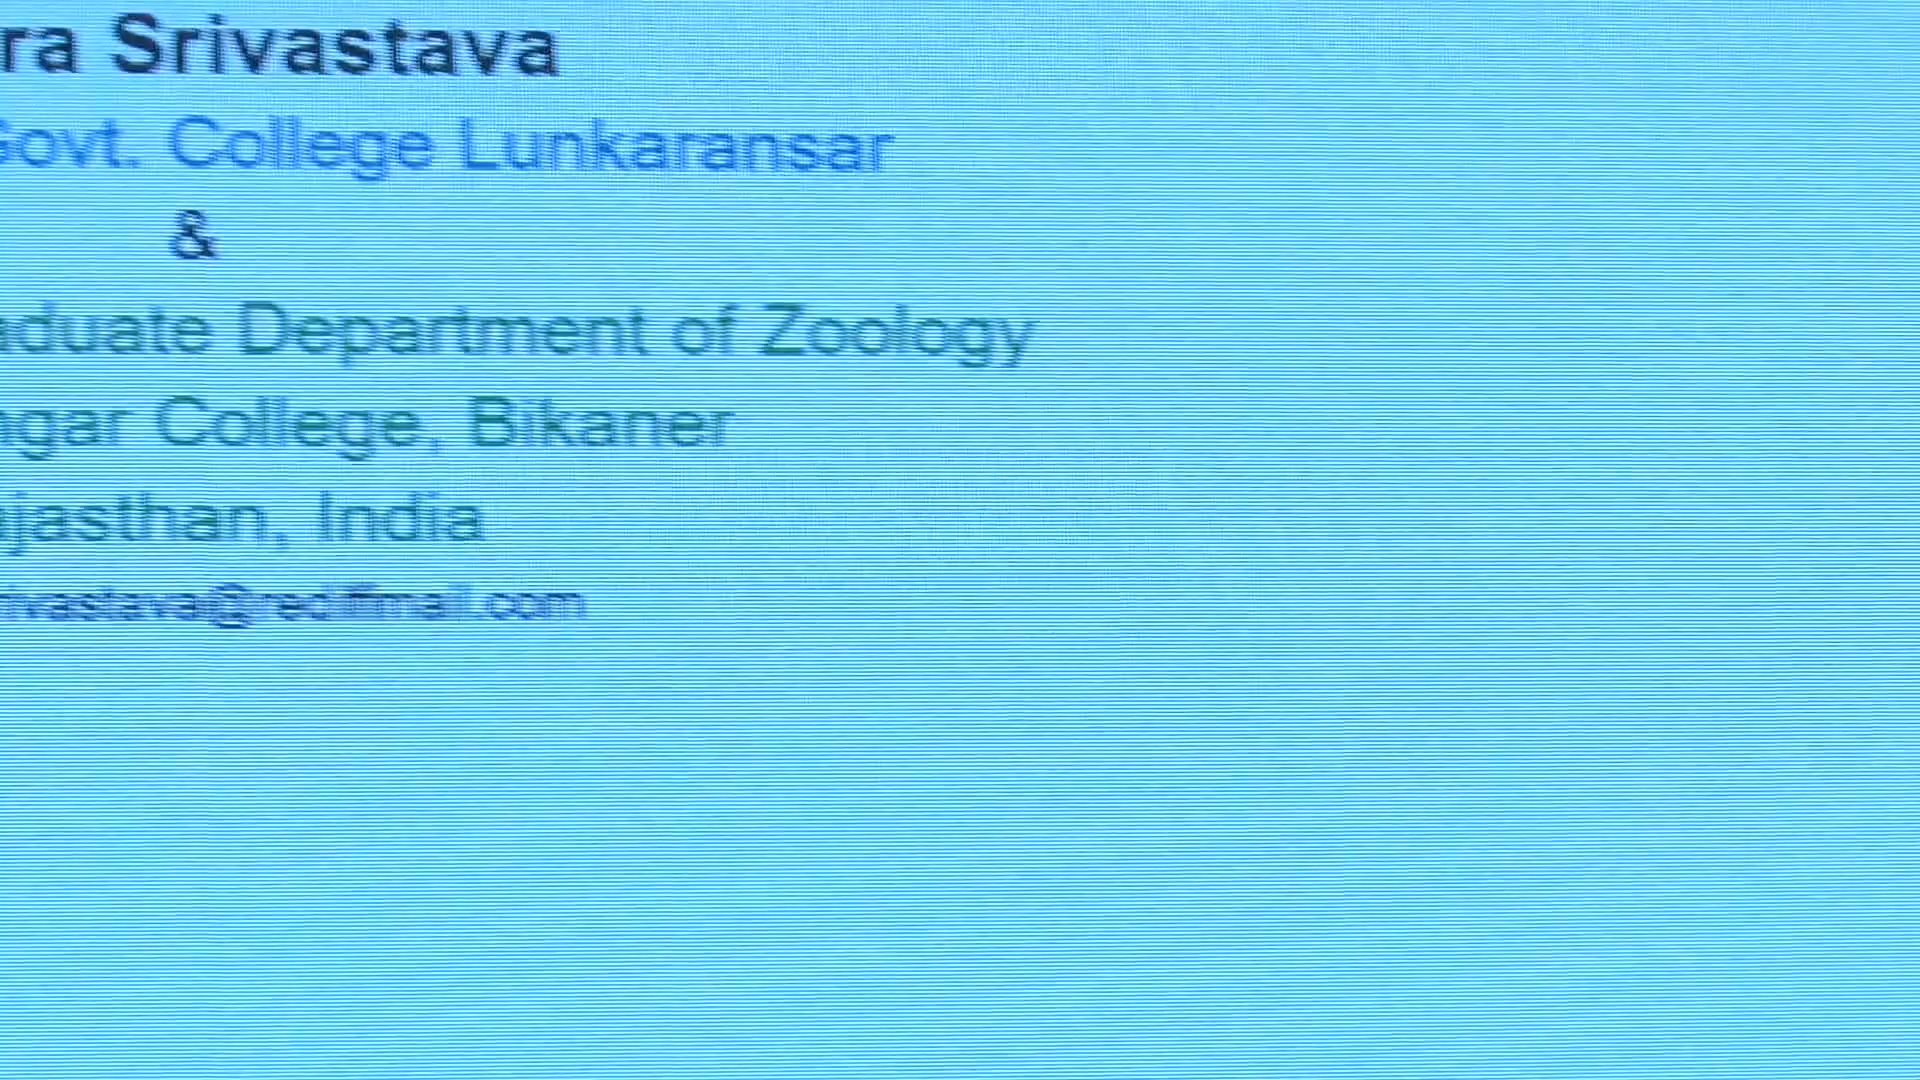 ra Srivastava
Govt. College Lunkaransar
&
aduate Department of Zoology
ngar College, Bikaner
ajasthan, India
rivastava@rediffmail.com